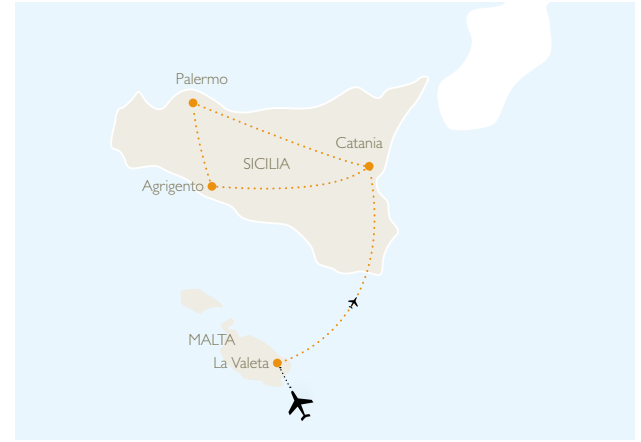 Palermo
Catania
SICILIA
Agrigento
MALTA
La Valeta